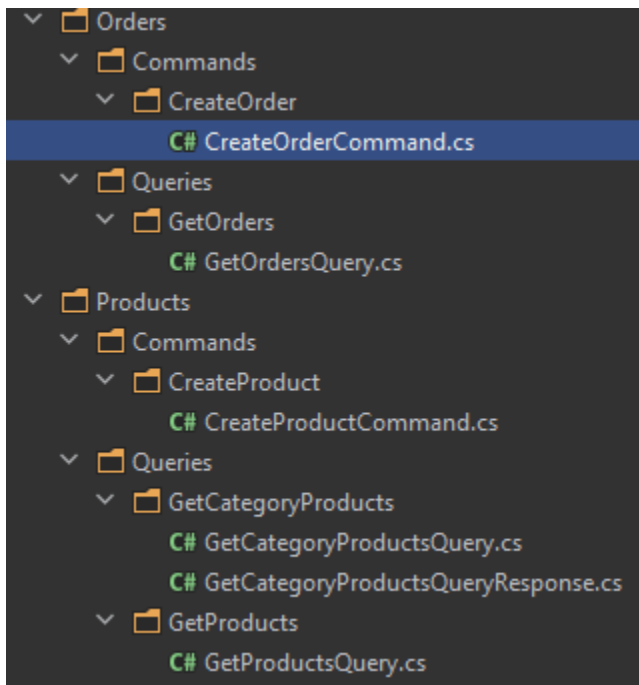 Orders
Commands
CreateOrder
C# CreateOrderCommand.cs
Queries
GetOrders
C# GetOrdersQuery.cs
Products
Commands
CreateProduct
C# CreateProductCommand.cs
Queries
GetCategoryProducts
C# GetCategoryProductsQuery.cs
C# GetCategoryProductsQueryResponse.cs
GetProducts
C# GetProductsQuery.cs